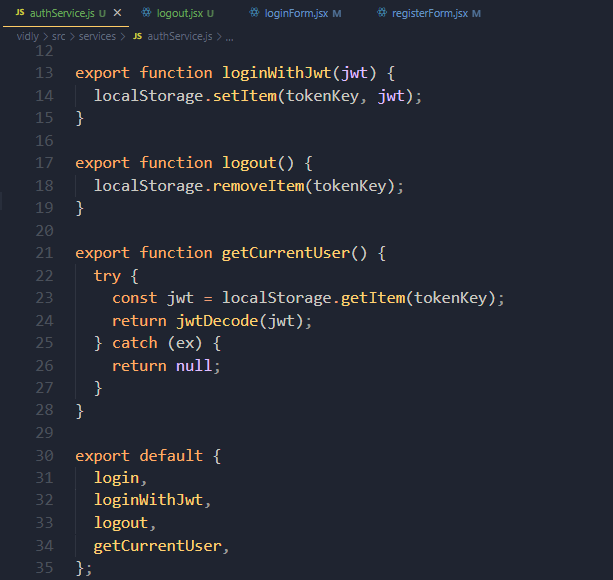 JS authService.js U × logout.jsx U loginForm.jsx M registerForm.jsx M
vidly > src > services > JS authService.js > ...
12
13 export function loginWithJwt(jwt) {
14   localStorage.setItem(tokenKey, jwt);
15 }
16
17 export function logout() {
18   localStorage.removeItem(tokenKey);
19 }
20
21 export function getCurrentUser() {
22   try {
23     const jwt = localStorage.getItem(tokenKey);
24     return jwtDecode(jwt);
25   } catch (ex) {
26     return null;
27   }
28 }
29
30 export default {
31   login,
32   loginWithJwt,
33   logout,
34   getCurrentUser,
35 };